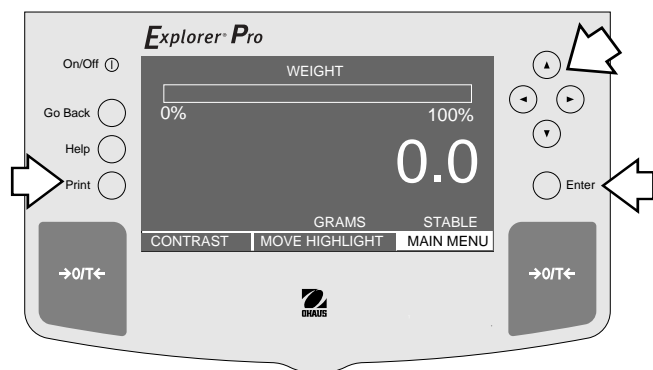 Explorer® Pro
On/Off
WEIGHT
0% 100%
Go Back
Help
Print
0.0
Enter
GRAMS STABLE
CONTRAST MOVE HIGHLIGHT MAIN MENU
→0/T← →0/T←
OHAUS